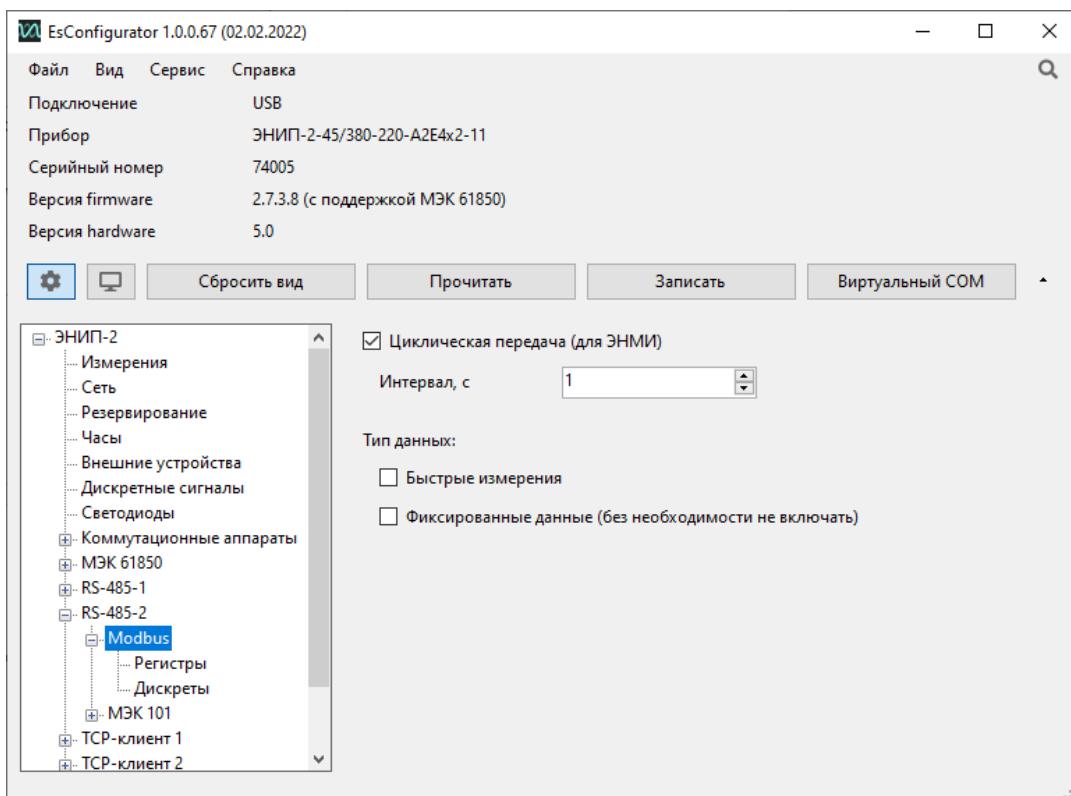 EsConfigurator 1.0.0.67 (02.02.2022)
Файл Вид Сервис Справка
Подключение USB
Прибор ЭНИП-2-45/380-220-A2E4x2-11
Серийный номер 74005
Версия firmware 2.7.3.8 (с поддержкой МЭК 61850)
Версия hardware 5.0
Сбросить вид Прочитать Записать Виртуальный COM
ЭНИП-2
Измерения
Сеть
Резервирование
Часы
Внешние устройства
Дискретные сигналы
Светодиоды
Коммутационные аппараты
МЭК 61850
RS-485-1
RS-485-2
Modbus
Регистры
Дискреты
МЭК 101
TCP-клиент 1
TCP-клиент 2
Циклическая передача (для ЭНМИ)
Интервал, с 1
Тип данных:
Быстрые измерения
Фиксированные данные (без необходимости не включать)